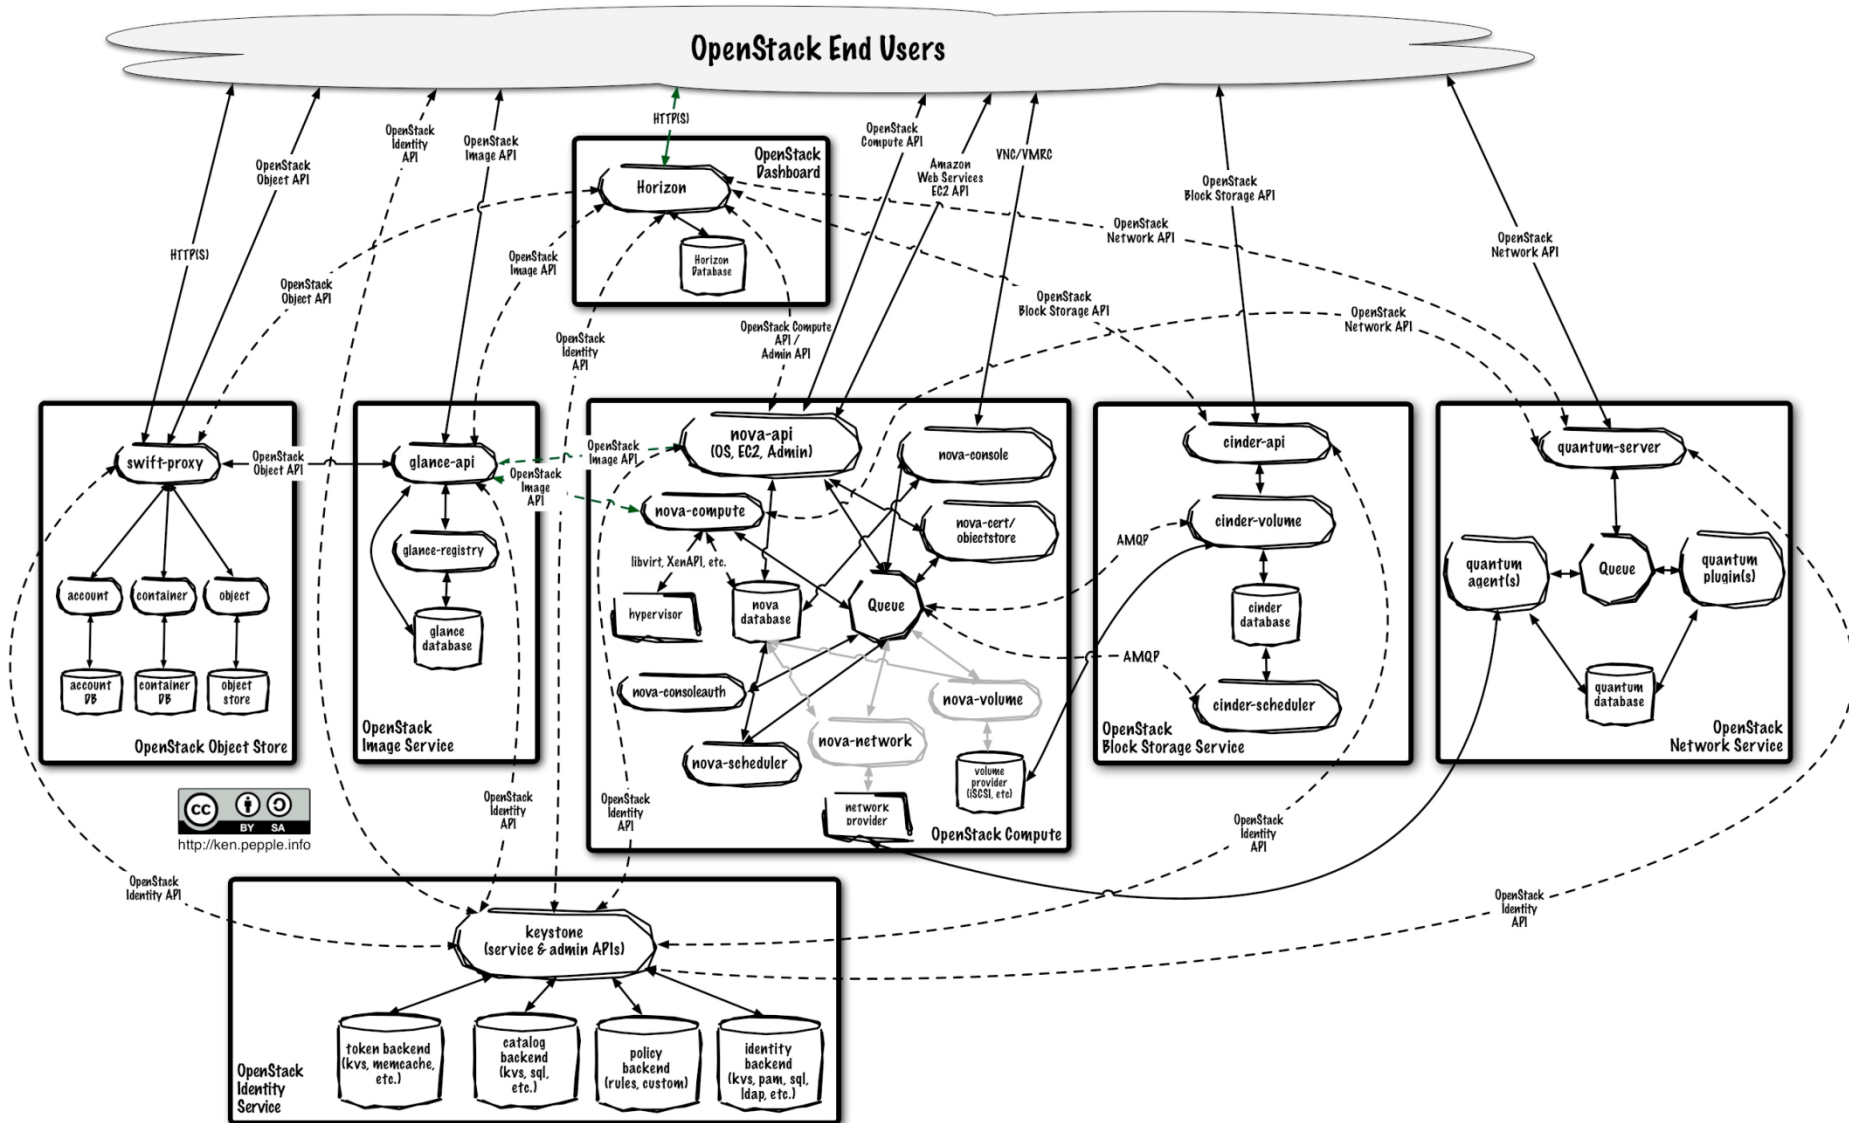 OpenStack End Users
OpenStack
Identity
API
OpenStack
Image API
HTTP(S)
OpenStack
Compute API
OpenStack
Object API
Amazon
Web Services
EC2 API
VNC/VMRC
OpenStack
Block Storage API
HTTP(S)
OpenStack
Network API
OpenStack
Network API
OpenStack
Dashboard
Horizon
Horizon
Database
OpenStack
Image API
OpenStack
Object API
OpenStack
Identity
API
OpenStack Compute
API /
Admin API
OpenStack
Block Storage API
OpenStack
Network API
swift-proxy
OpenStack
Object API
account
container
object
account
DB
container
DB
object
store
OpenStack Object Store
glance-api
glance-registry
glance
database
OpenStack
Image Service
OpenStack
Image API
OpenStack
Image
API
nova-api
(OS, EC2, Admin)
nova-console
nova-compute
nova-cert/
objectstore
libvirt, XenAPI, etc.
hypervisor
nova
database
Queue
nova-consoleauth
nova-volume
nova-network
nova-scheduler
volume
provider
(iSCSI, etc)
network
provider
OpenStack Compute
cinder-api
cinder-volume
AMQP
cinder
database
AMQP
cinder-scheduler
OpenStack
Block Storage Service
quantum-server
quantum
agent(s)
Queue
quantum
plugin(s)
quantum
database
OpenStack
Network Service
cc
BY SA
http://ken.pepple.info
OpenStack
Identity
API
OpenStack
Identity
API
OpenStack
Identity
API
OpenStack
Identity API
OpenStack
Identity
API
keystone
(service & admin APIs)
token backend
(kvs, memcache,
etc.)
catalog
backend
(kvs, sql,
etc.)
policy
backend
(rules, custom)
identity
backend
(kvs, pam, sql,
ldap, etc.)
OpenStack
Identity
Service